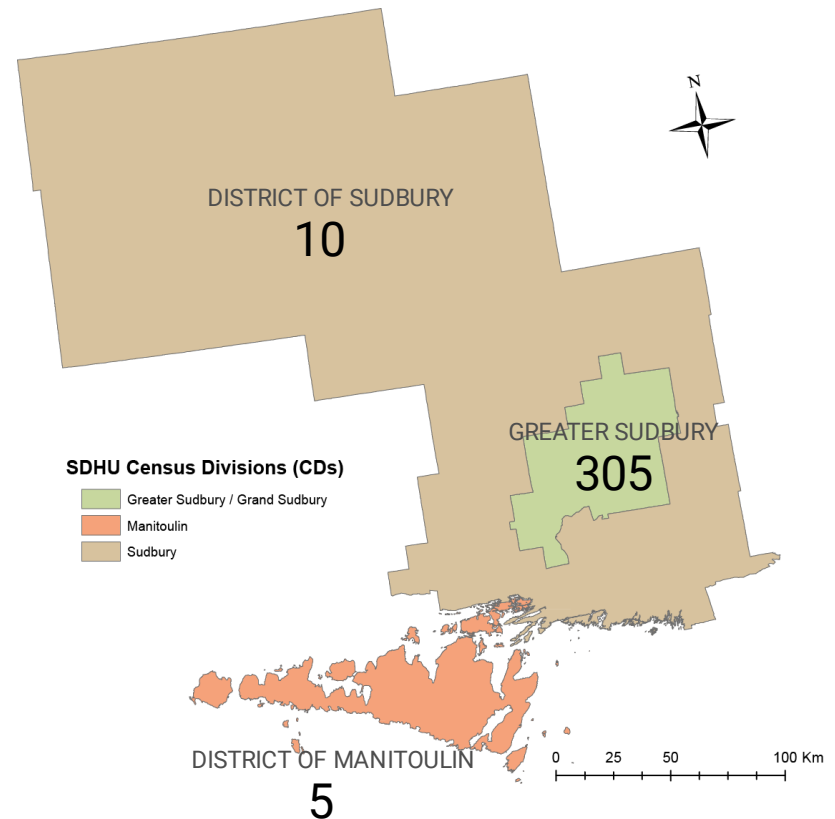 N
DISTRICT OF SUDBURY
10
GREATER SUDBURY
305
SDHU Census Divisions (CDs)
Greater Sudbury / Grand Sudbury
Manitoulin
Sudbury
DISTRICT OF MANITOULIN
5
0 25 50 100 Km